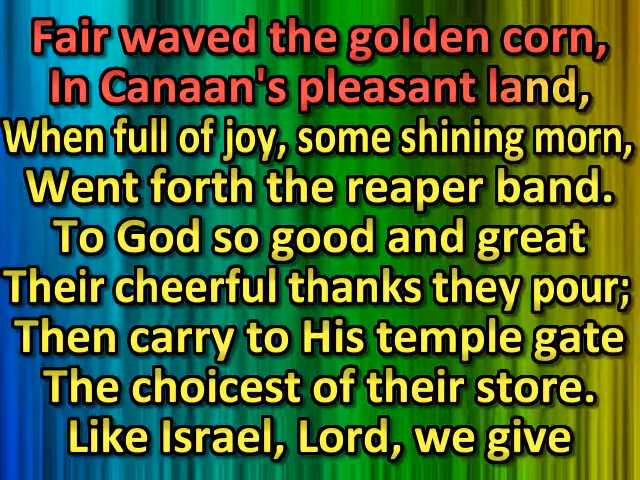 Fair waved the golden corn,
In Canaan's pleasant land,
When full of joy, some shining morn,
Went forth the reaper band.
To God so good and great
Their cheerful thanks they pour;
Then carry to His temple gate
The choicest of their store.
Like Israel, Lord, we give